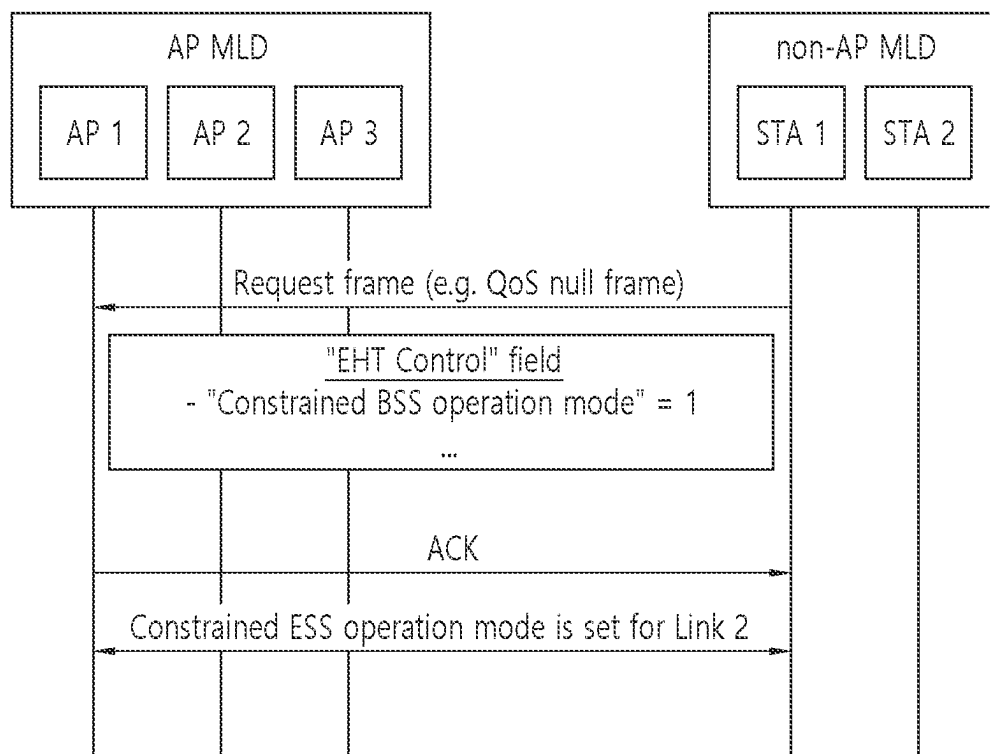 AP MLD
non-AP MLD
AP 1
AP 2
AP 3
STA 1
STA 2
Request frame (e.g. QoS null frame)
"EHT Control" field
- "Constrained BSS operation mode" = 1
...
ACK
Constrained ESS operation mode is set for Link 2